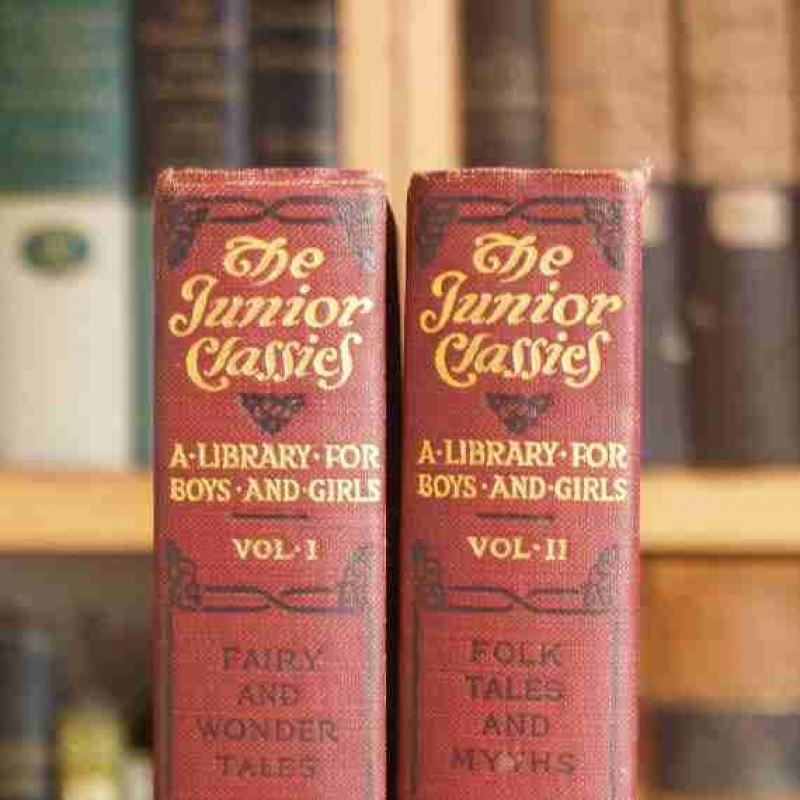 The
Junior
Classics
A·LIBRARY·FOR
BOYS·AND·GIRLS
VOL·I
FAIRY
AND
WONDER
TALES
The
Junior
Classics
A·LIBRARY·FOR
BOYS·AND·GIRLS
VOL·II
FOLK
TALES
AND
MYTHS